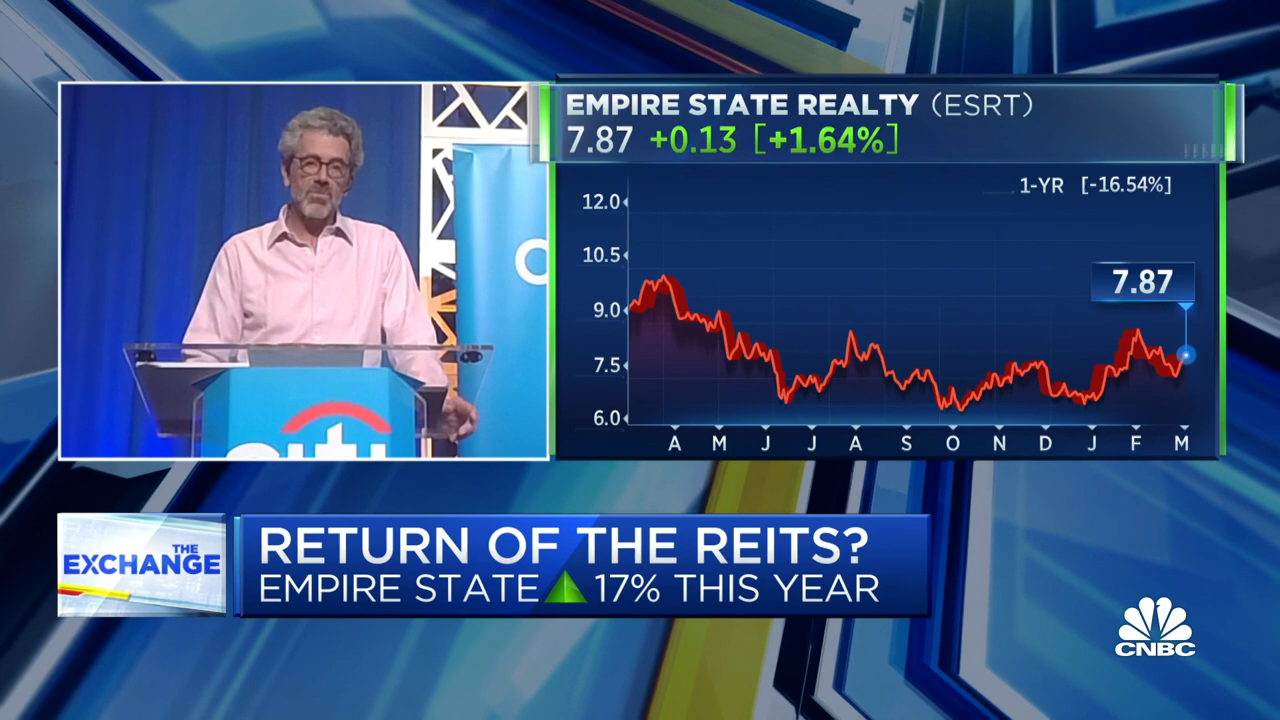 EMPIRE STATE REALTY (ESRT)
7.87 +0.13 [+1.64%]
1-YR [-16.54%]
12.0
10.5
9.0
7.5
6.0
7.87
A M J J A S O N D J F M
citi
THE
EXCHANGE
RETURN OF THE REITS?
EMPIRE STATE ▲ 17% THIS YEAR
CNBC